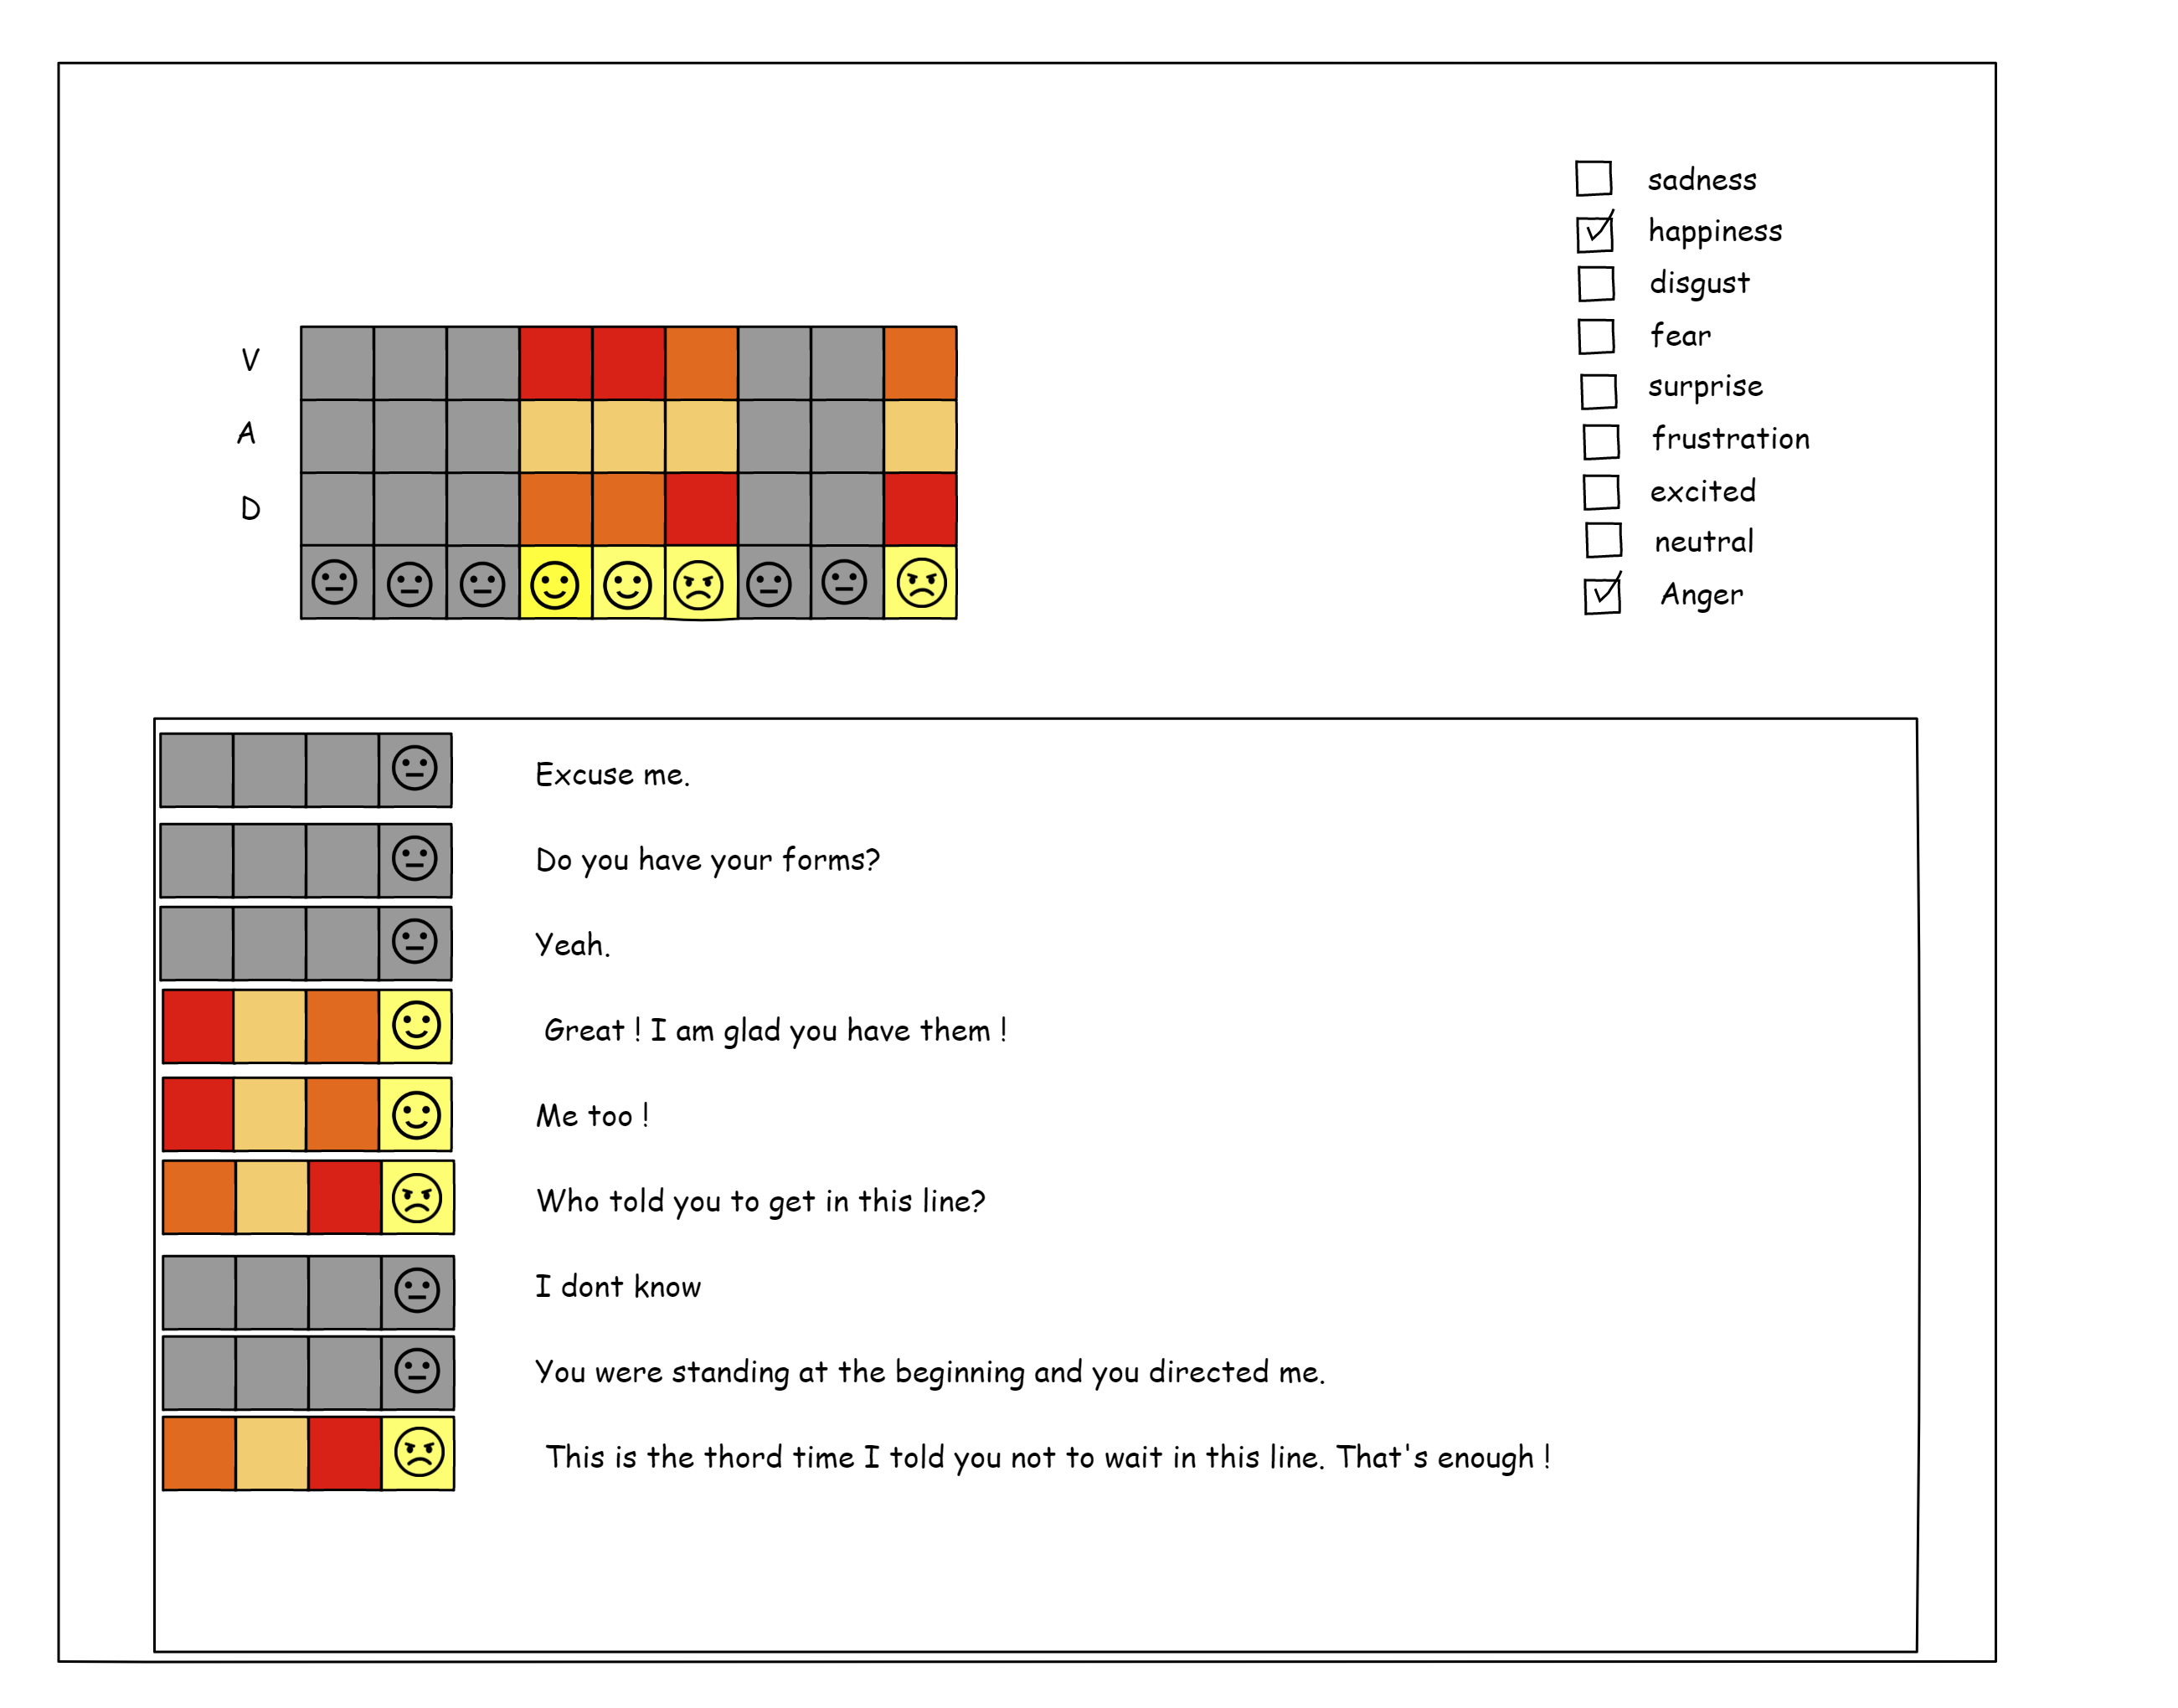 sadness
happiness
disgust
fear
surprise
frustration
excited
neutral
Anger
V
A
D
Excuse me.
Do you have your forms?
Yeah.
Great ! I am glad you have them !
Me too !
Who told you to get in this line?
I dont know
You were standing at the beginning and you directed me.
This is the thord time I told you not to wait in this line. That's enough !